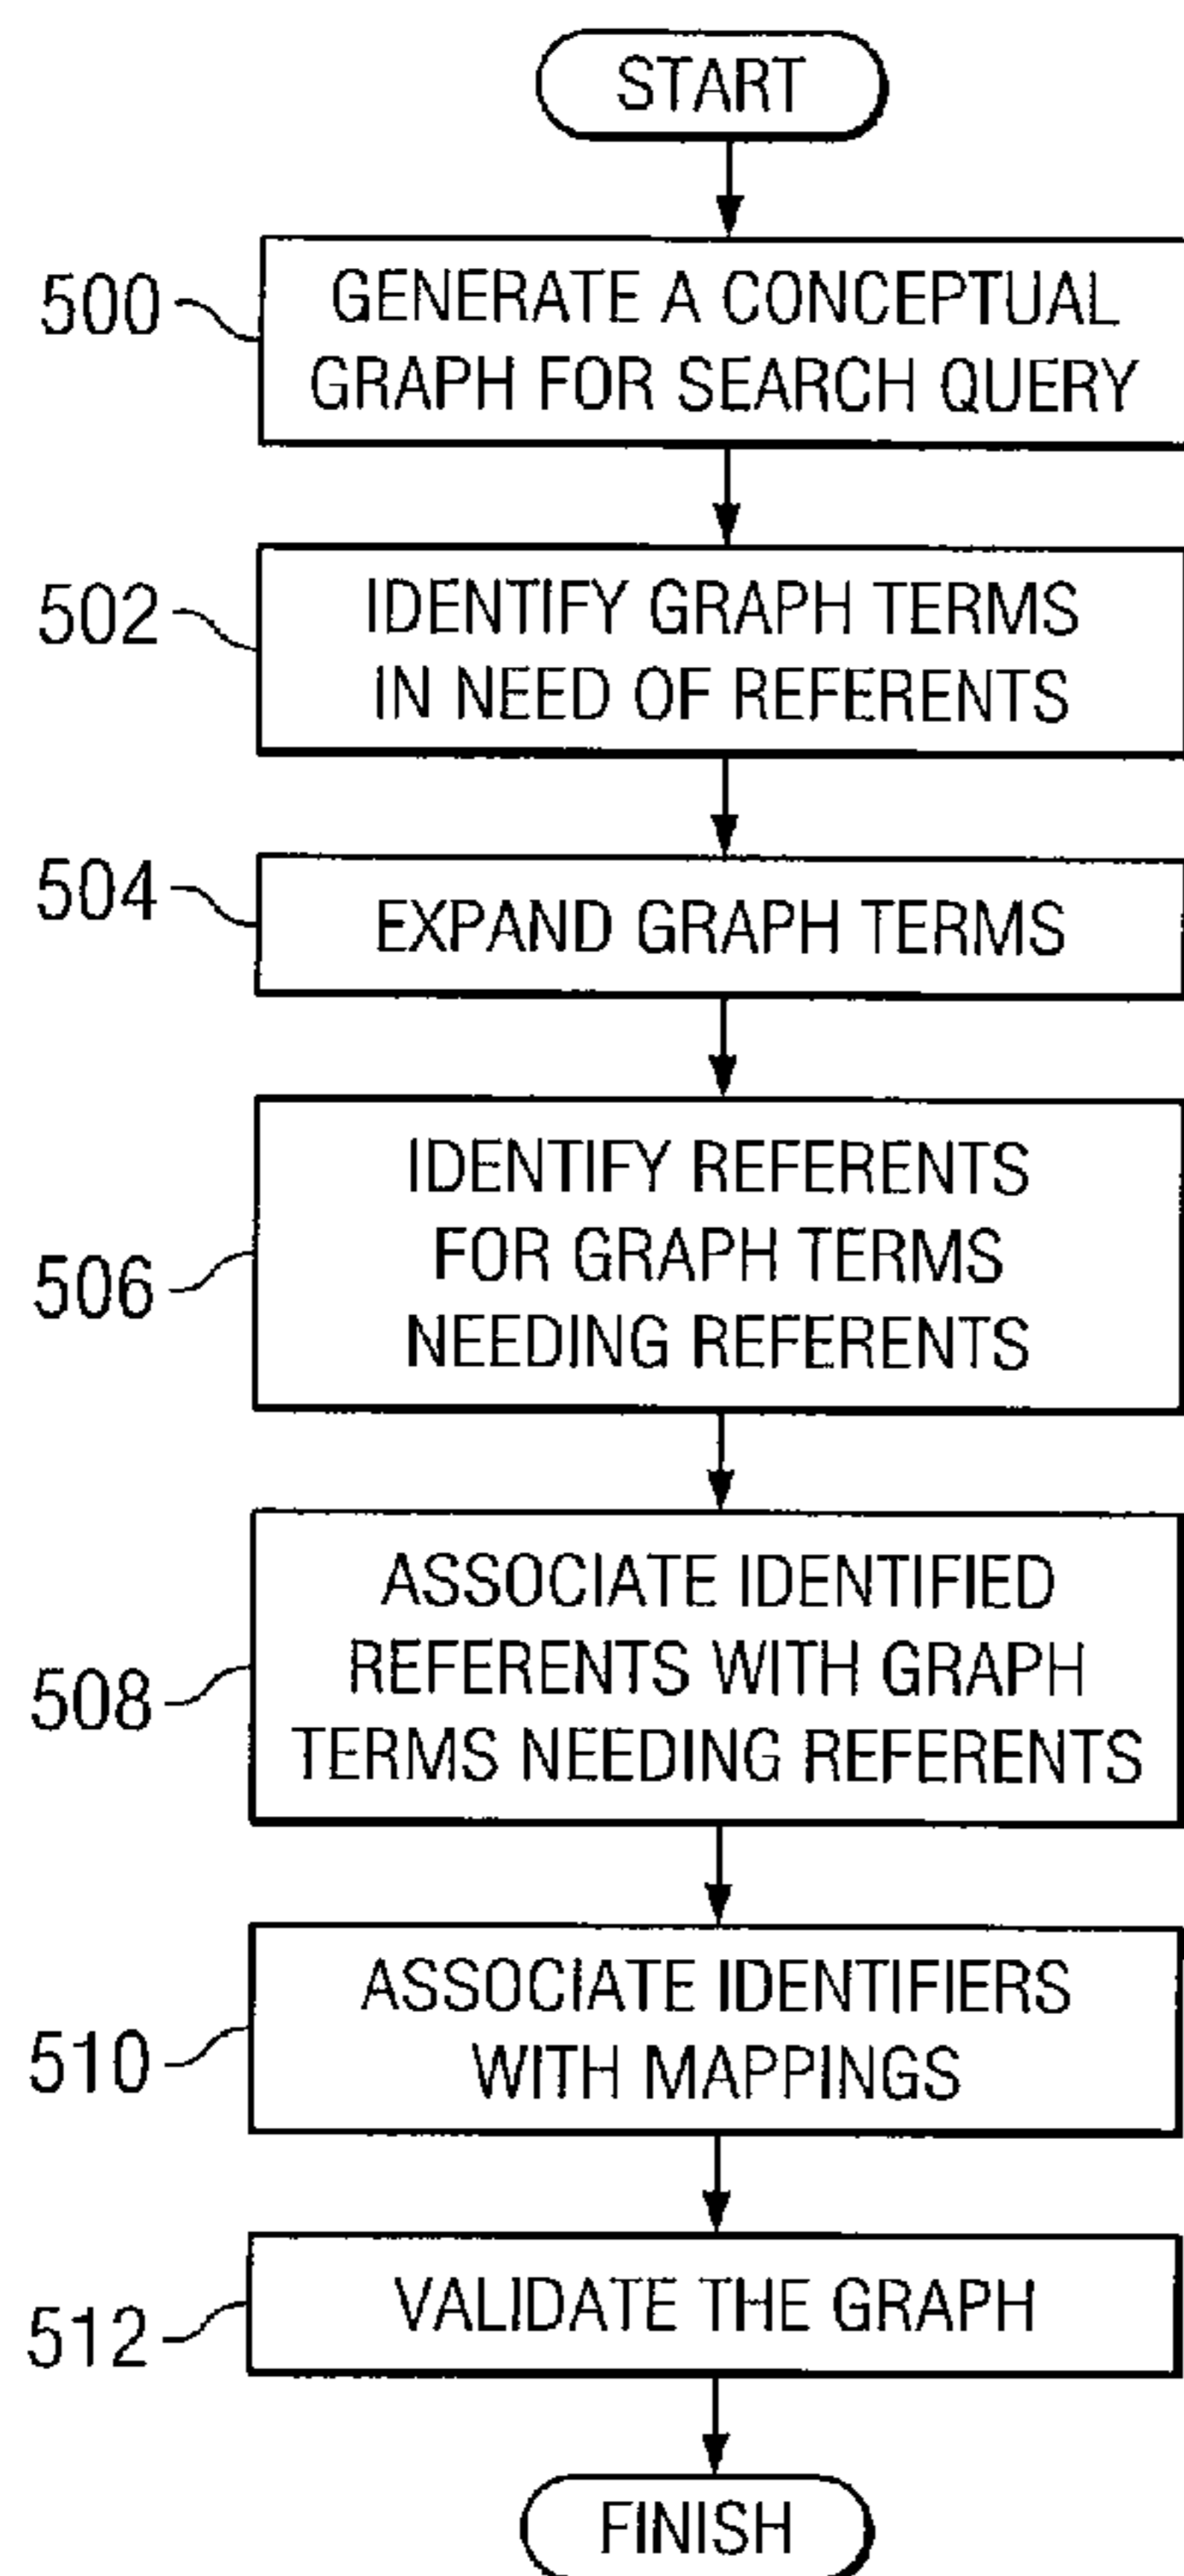 START
500
GENERATE A CONCEPTUAL
GRAPH FOR SEARCH QUERY
502
IDENTIFY GRAPH TERMS
IN NEED OF REFERENTS
504
EXPAND GRAPH TERMS
506
IDENTIFY REFERENTS
FOR GRAPH TERMS
NEEDING REFERENTS
508
ASSOCIATE IDENTIFIED
REFERENTS WITH GRAPH
TERMS NEEDING REFERENTS
510
ASSOCIATE IDENTIFIERS
WITH MAPPINGS
512
VALIDATE THE GRAPH
FINISH